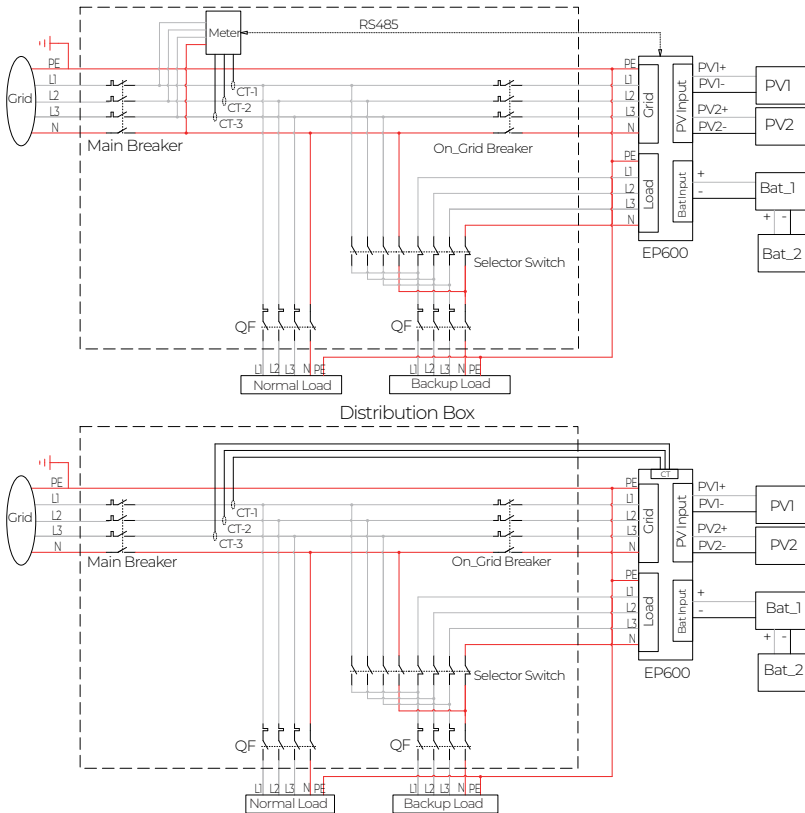 RS485
Meter
PE
L1
L2
L3
N
Grid
CT-1
CT-2
CT-3
Main Breaker
On_Grid Breaker
PE
L1
L2
L3
N
Grid
PV Input
PV1+
PV1-
PV2+
PV2-
PV1
PV2
PE
L1
L2
L3
N
Load
Bat Input
+
-
Bat_1
+ -
Bat_2
EP600
Selector Switch
QF
QF
L1 L2 L3 N PE
Normal Load
L1 L2 L3 N PE
Backup Load
Distribution Box
CT
PE
L1
L2
L3
N
Grid
CT-1
CT-2
CT-3
Main Breaker
On_Grid Breaker
PE
L1
L2
L3
N
Grid
PV Input
PV1+
PV1-
PV2+
PV2-
PV1
PV2
PE
L1
L2
L3
N
Load
Bat Input
+
-
Bat_1
+ -
Bat_2
EP600
Selector Switch
QF
QF
L1 L2 L3 N PE
Normal Load
L1 L2 L3 N PE
Backup Load